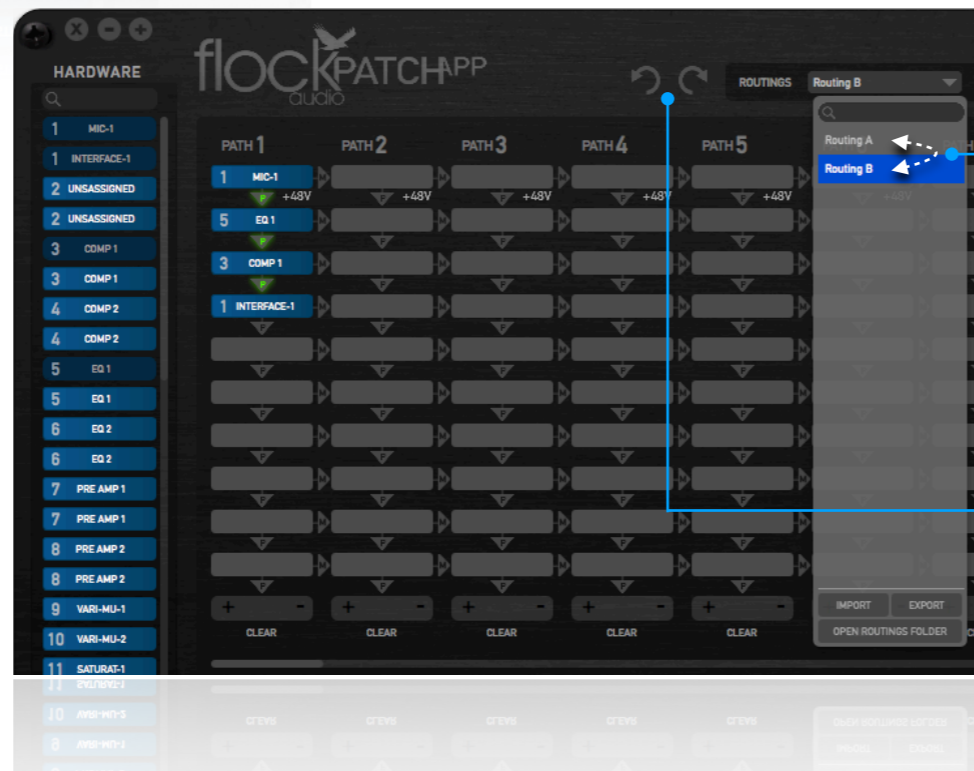 HARDWARE
flock audio PATCH APP
ROUTINGS Routing B
Routing A
Routing B
1 MIC-1
1 INTERFACE-1
2 UNSASSIGNED
2 UNSASSIGNED
3 COMP 1
3 COMP 1
4 COMP 2
4 COMP 2
5 EQ 1
5 EQ 1
6 EQ 2
6 EQ 2
7 PRE AMP 1
7 PRE AMP 1
8 PRE AMP 2
8 PRE AMP 2
9 VARI-MU-1
10 VARI-MU-2
11 SATURAT-1
PATH 1 PATH 2 PATH 3 PATH 4 PATH 5
1 MIC-1
+48V +48V +48V +48V +48V +48V
5 EQ 1
3 COMP 1
1 INTERFACE-1
+ - + - + - + - + -
CLEAR CLEAR CLEAR CLEAR CLEAR
IMPORT EXPORT
OPEN ROUTINGS FOLDER